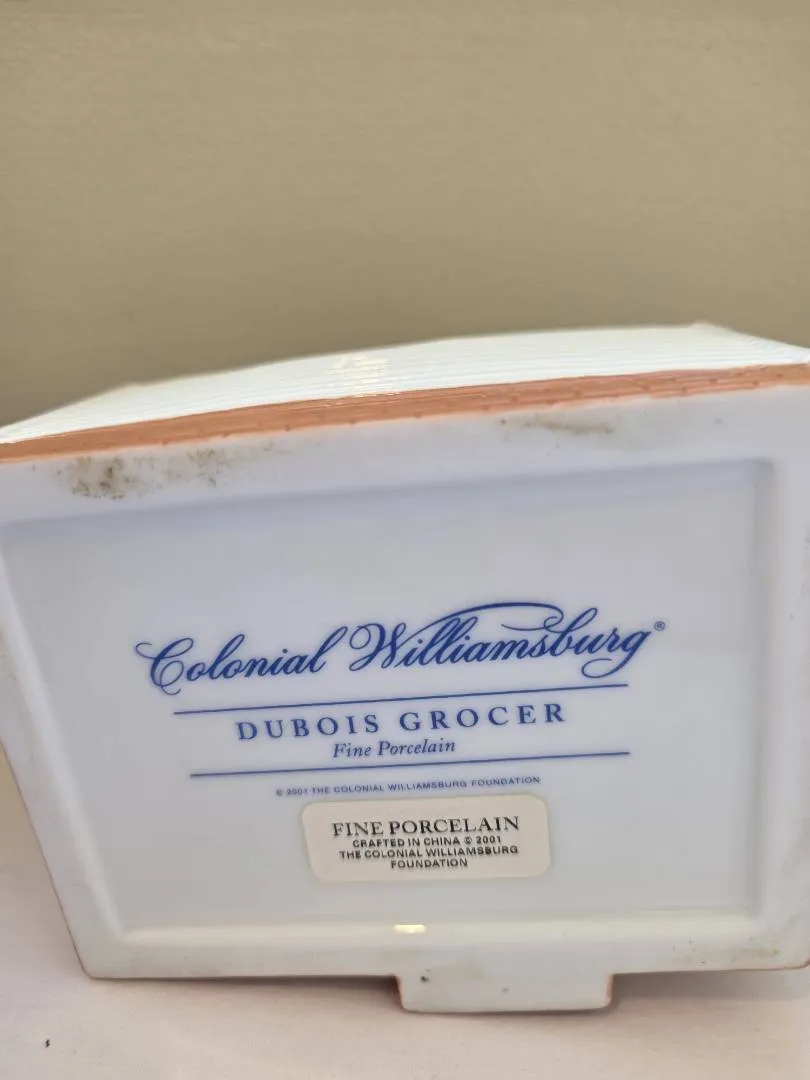 Colonial Williamsburg®
DUBOIS GROCER
Fine Porcelain
© 2001 THE COLONIAL WILLIAMSBURG FOUNDATION
FINE PORCELAIN
CRAFTED IN CHINA © 2001
THE COLONIAL WILLIAMSBURG
FOUNDATION